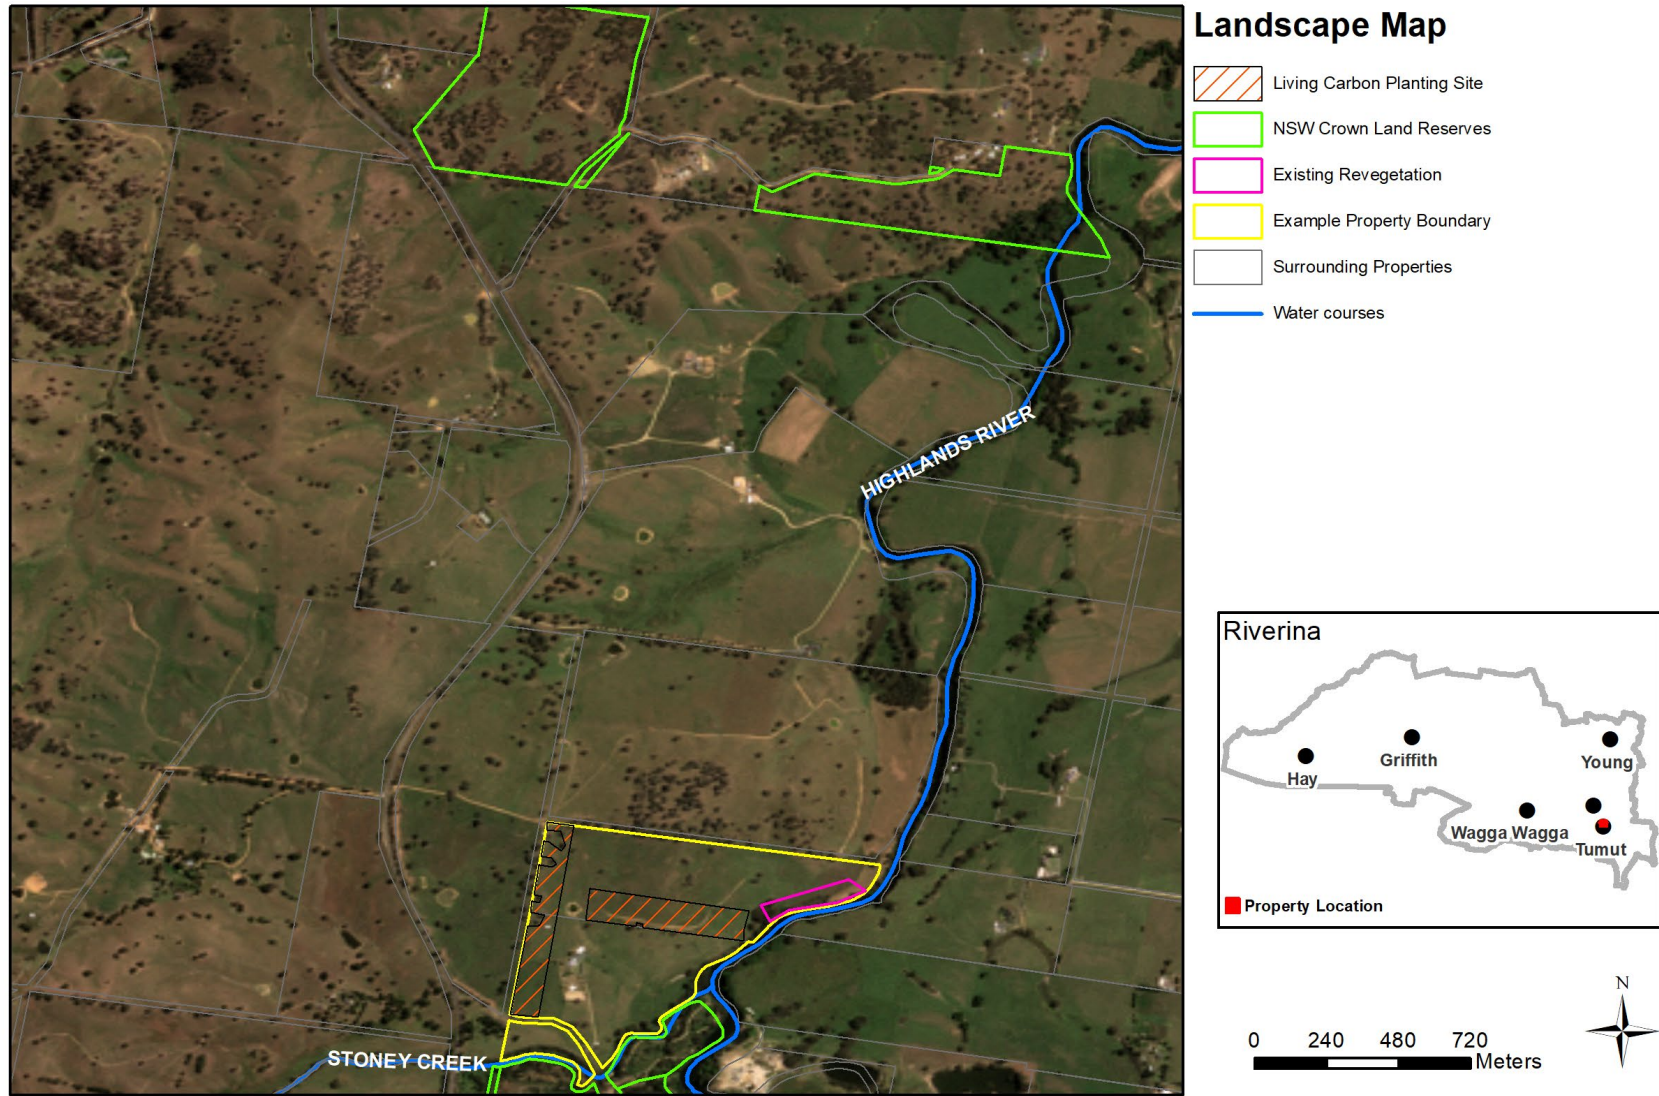 Landscape Map
Living Carbon Planting Site
NSW Crown Land Reserves
Existing Revegetation
Example Property Boundary
Surrounding Properties
Water courses
HIGHLANDS RIVER
STONEY CREEK
Riverina
Hay
Griffith
Young
Wagga Wagga
Tumut
Property Location
N
0 240 480 720
Meters